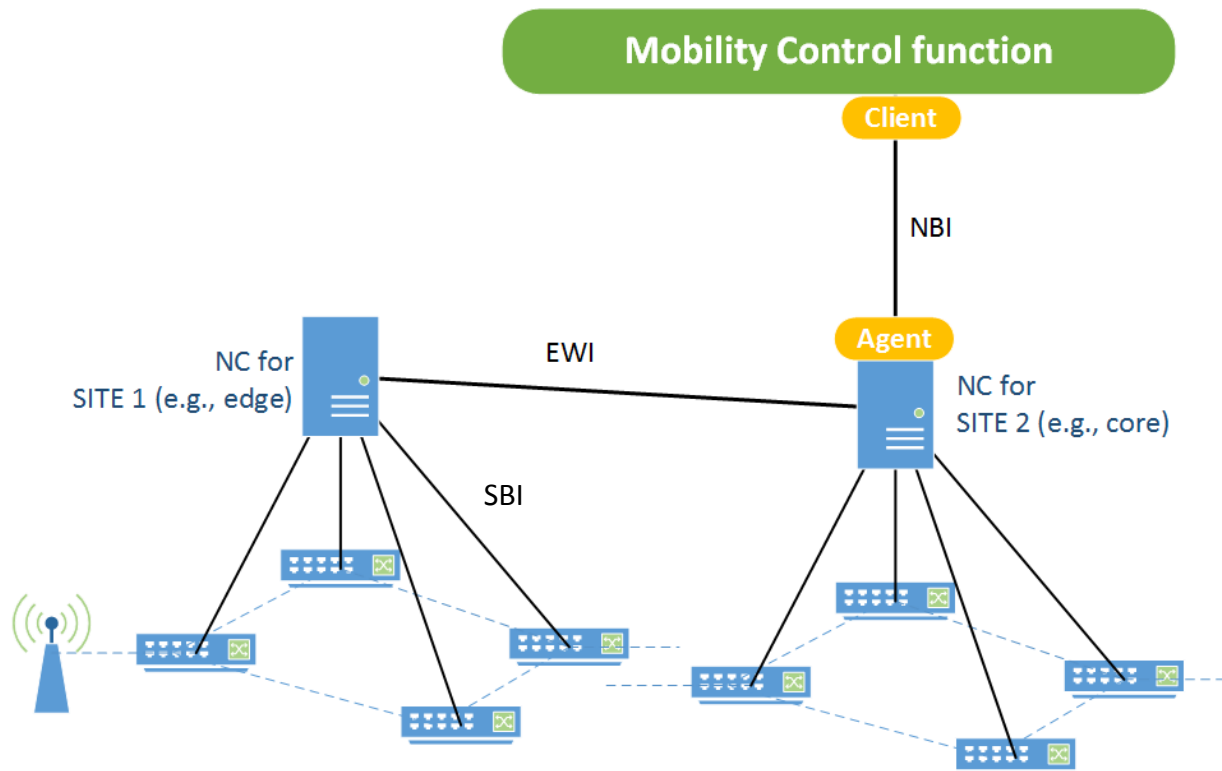 Mobility Control function
Client
NBI
Agent
EWI
NC for
SITE 1 (e.g., edge)
NC for
SITE 2 (e.g., core)
SBI